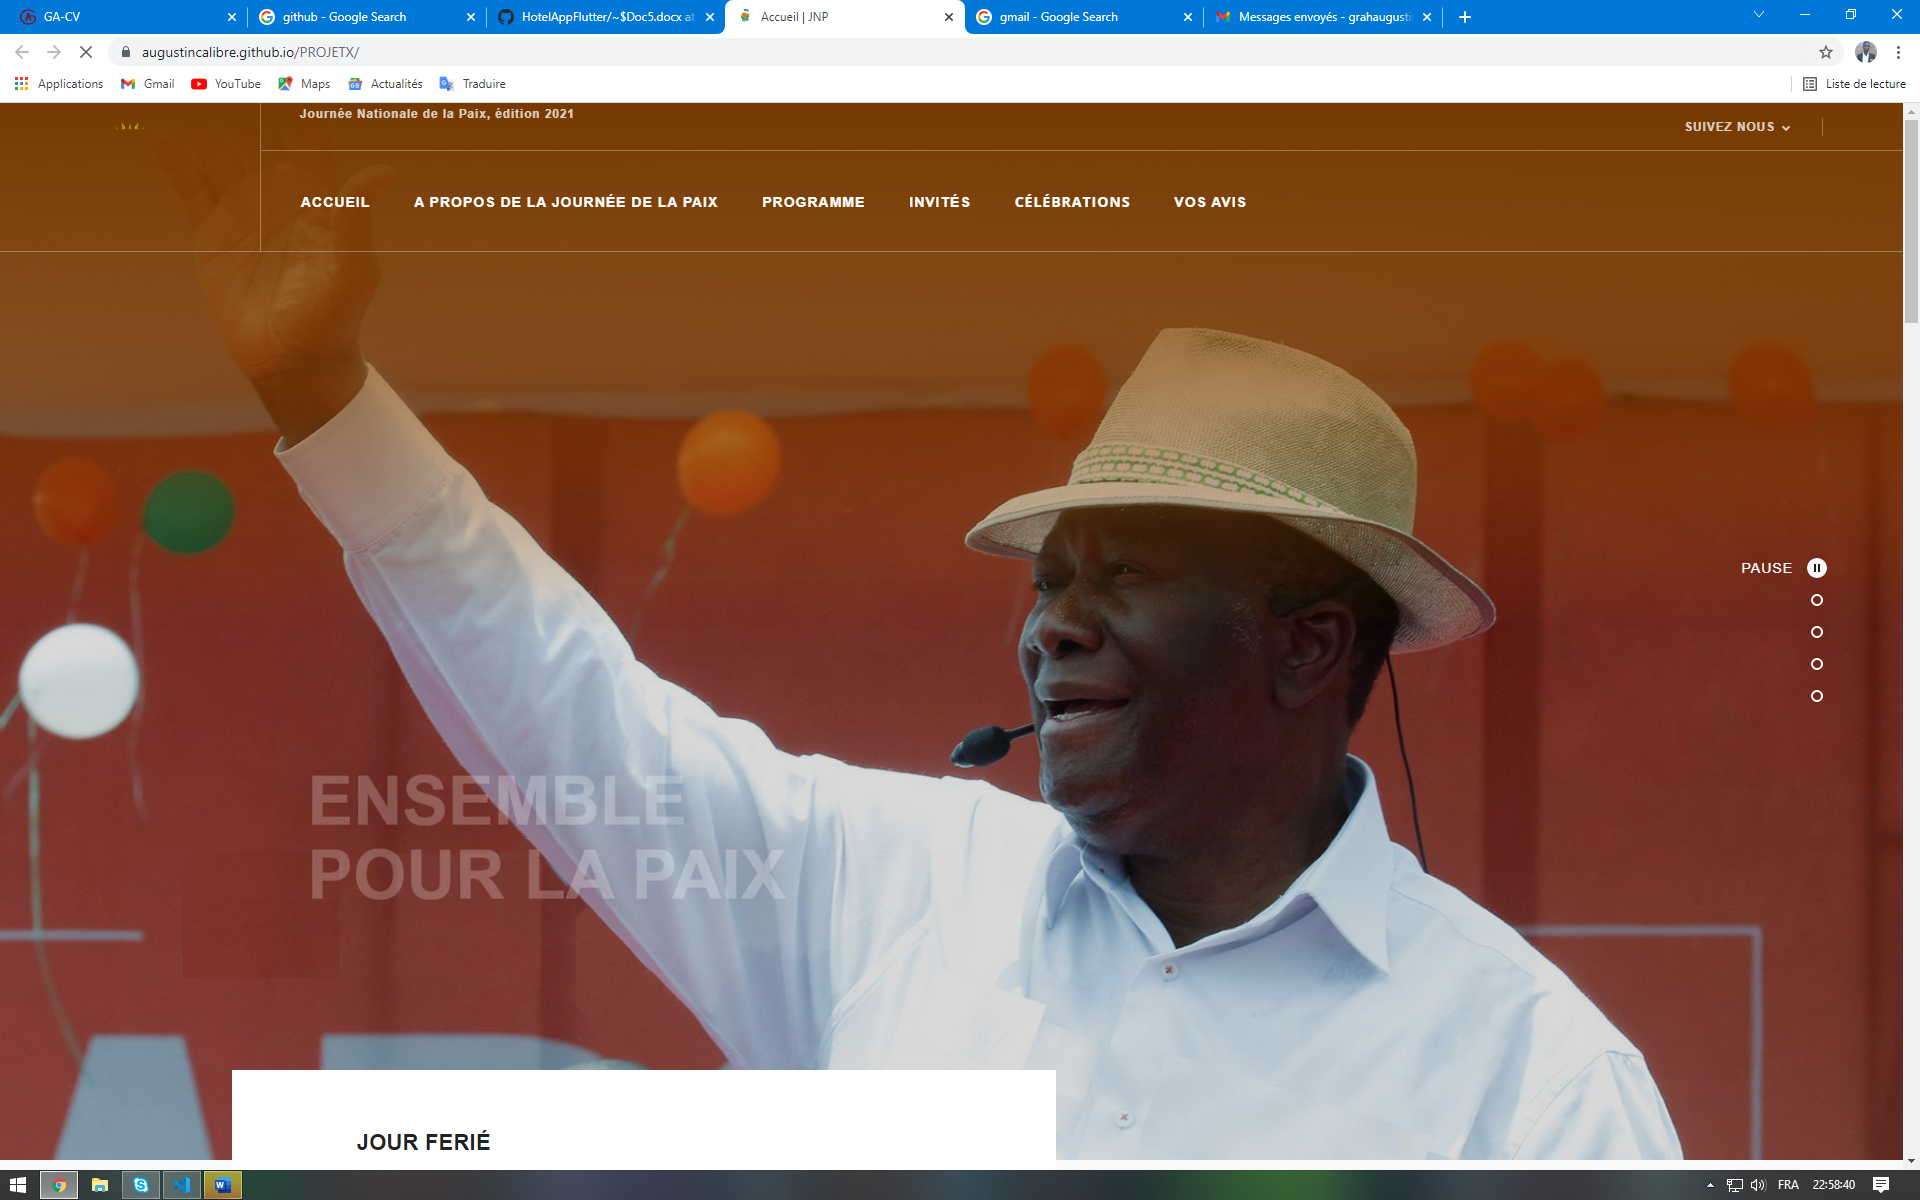 GA-CV
github - Google Search
HotelAppFlutter/~$Doc5.docx at
Accueil | JNP
gmail - Google Search
Messages envoyés - grahaugusti
augustincalibre.github.io/PROJETX/
Applications
Gmail
YouTube
Maps
Actualités
Traduire
Liste de lecture
Journée Nationale de la Paix, édition 2021
SUIVEZ NOUS
ACCUEIL
A PROPOS DE LA JOURNÉE DE LA PAIX
PROGRAMME
INVITÉS
CÉLÉBRATIONS
VOS AVIS
PAUSE
ENSEMBLE
POUR LA PAIX
JOUR FERIÉ
FRA
22:58:40